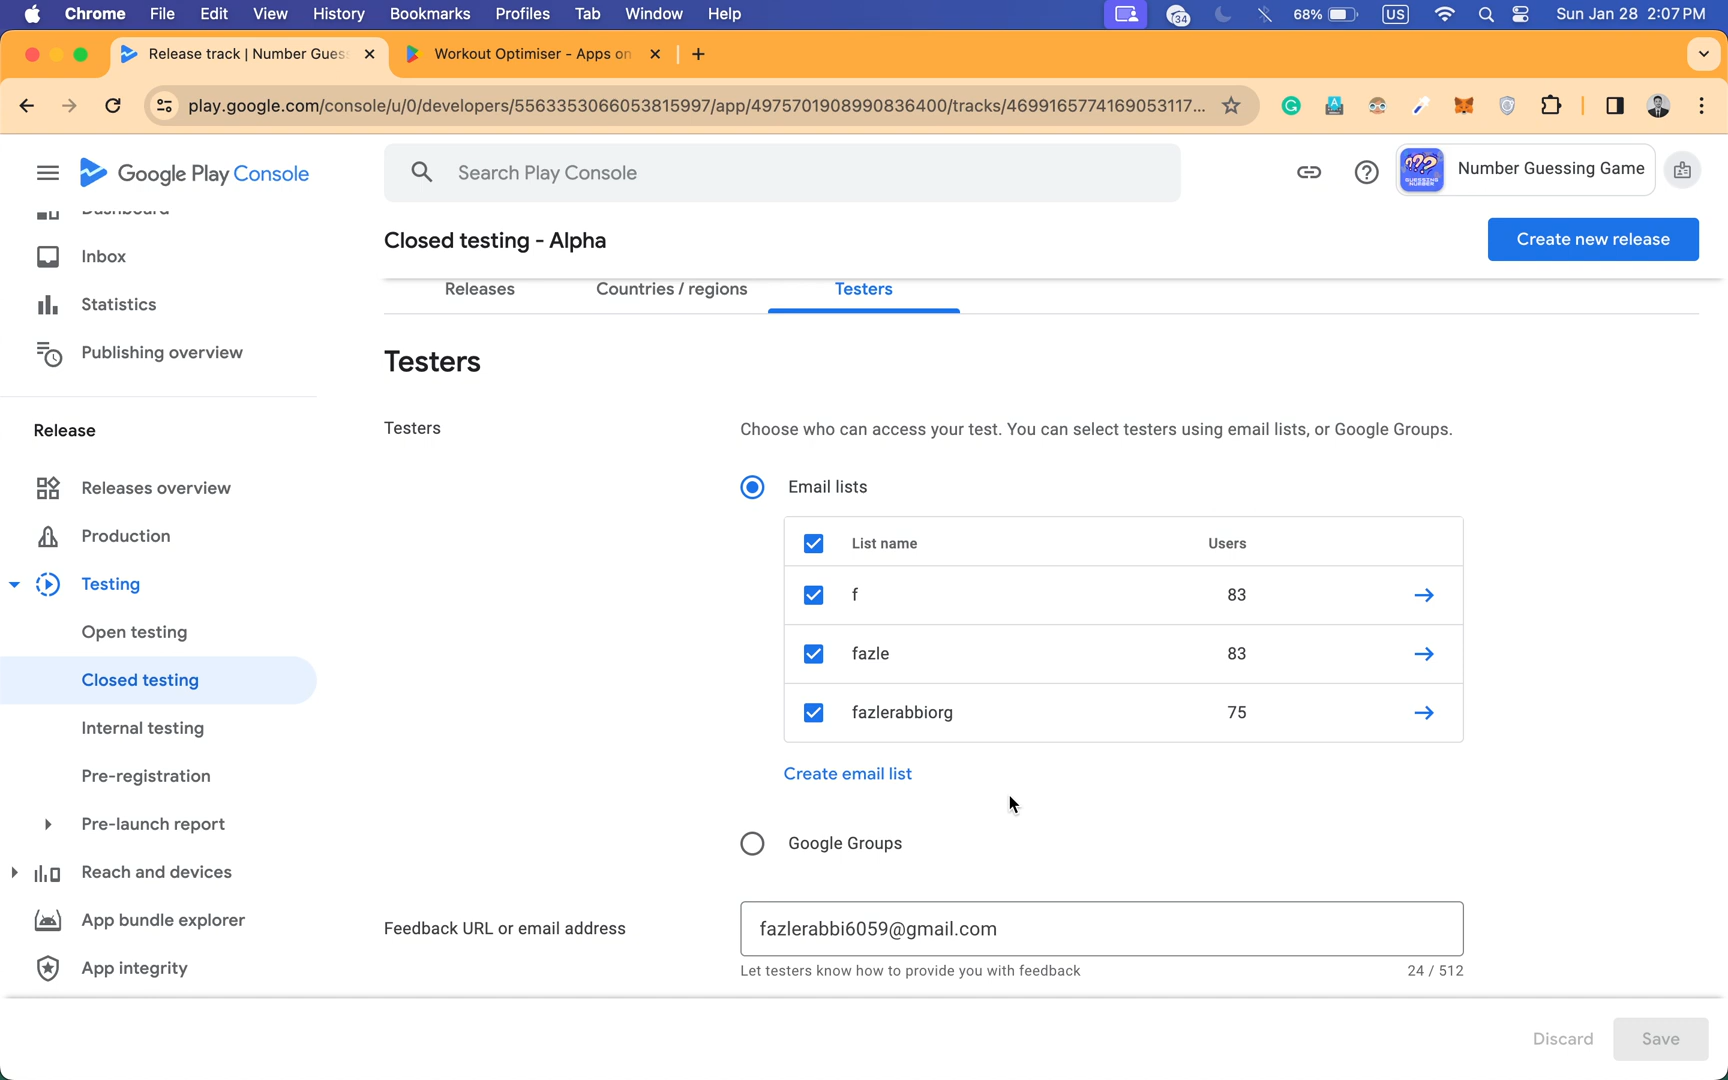 Chrome File Edit View History Bookmarks Profiles Tab Window Help 34 68% US Sun Jan 28 2:07 PM
Release track | Number Gues
Workout Optimiser - Apps on
play.google.com/console/u/0/developers/5563353066053815997/app/4975701908990836400/tracks/4699165774169053117...
Google Play Console
Search Play Console
Number Guessing Game
Dashboard
Inbox
Statistics
Publishing overview
Release
Releases overview
Production
Testing
Open testing
Closed testing
Internal testing
Pre-registration
Pre-launch report
Reach and devices
App bundle explorer
App integrity
Closed testing - Alpha
Create new release
Releases Countries / regions Testers
Testers
Testers
Choose who can access your test. You can select testers using email lists, or Google Groups.
Email lists
List name Users
f 83
fazle 83
fazlerabbiorg 75
Create email list
Google Groups
Feedback URL or email address
fazlerabbi6059@gmail.com
Let testers know how to provide you with feedback 24 / 512
Discard Save